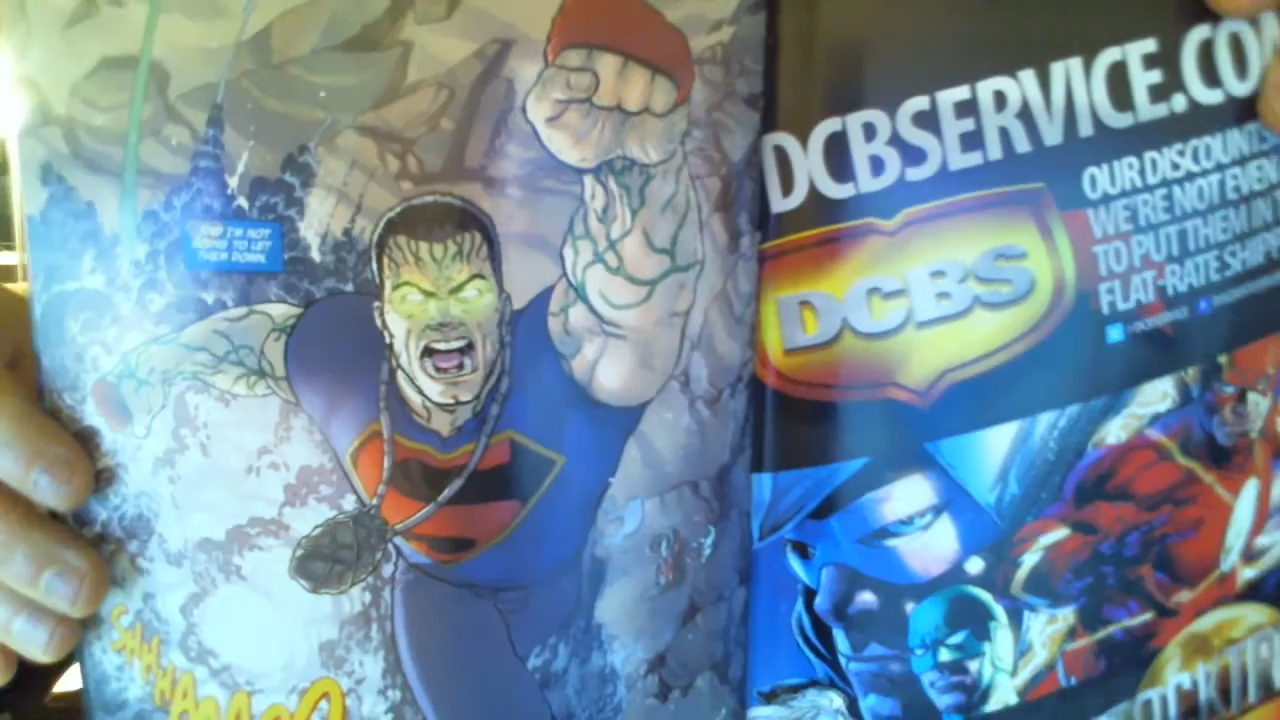 AND I'M NOT
GOING TO LET
THEM DOWN.
DCBSERVICE.CO
OUR DISCOUNTS
WE'RE NOT EVEN
TO PUT THEM IN
FLAT-RATE SHIP
DCBS